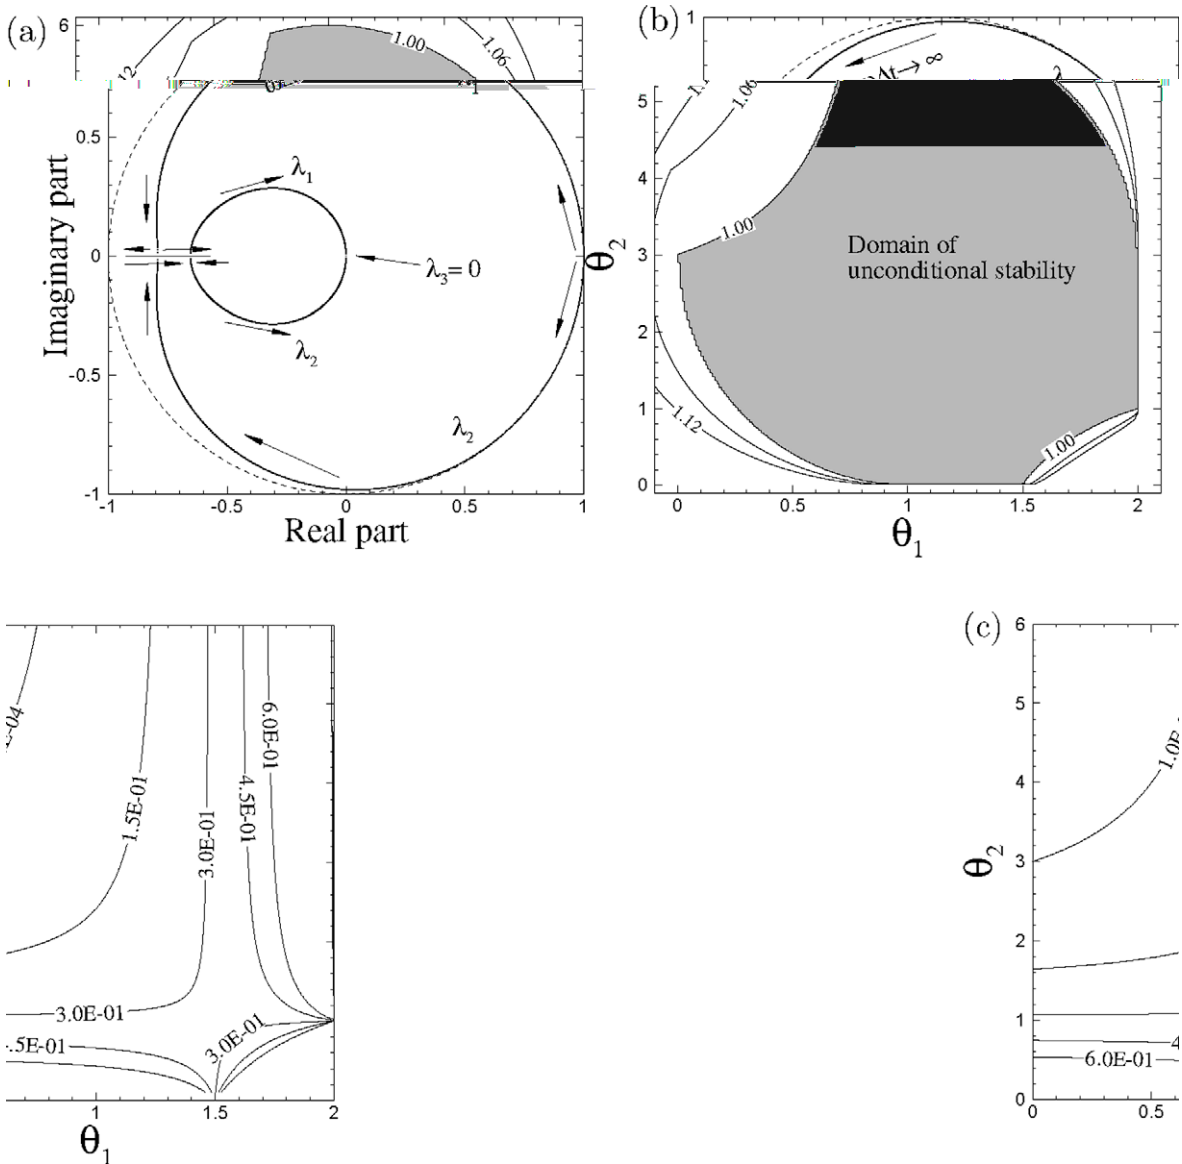 (a)
6
1.00
1.06
0.5
0
-0.5
-1
Imaginary part
λ1
λ3= 0
λ2
λ2
-1
-0.5
0
0.5
1
Real part
(b)
1
Δt→ ∞
5
4
3
2
1
0
θ2
1.06
1.00
Domain of
unconditional stability
1.12
1.00
0
0.5
1
1.5
2
θ1
1.5E-01
3.0E-01
4.5E-01
6.0E-01
3.0E-01
3.0E-01
1
1.5
2
θ1
(c)
6
5
4
3
2
1
0
θ2
6.0E-01
0
0.5